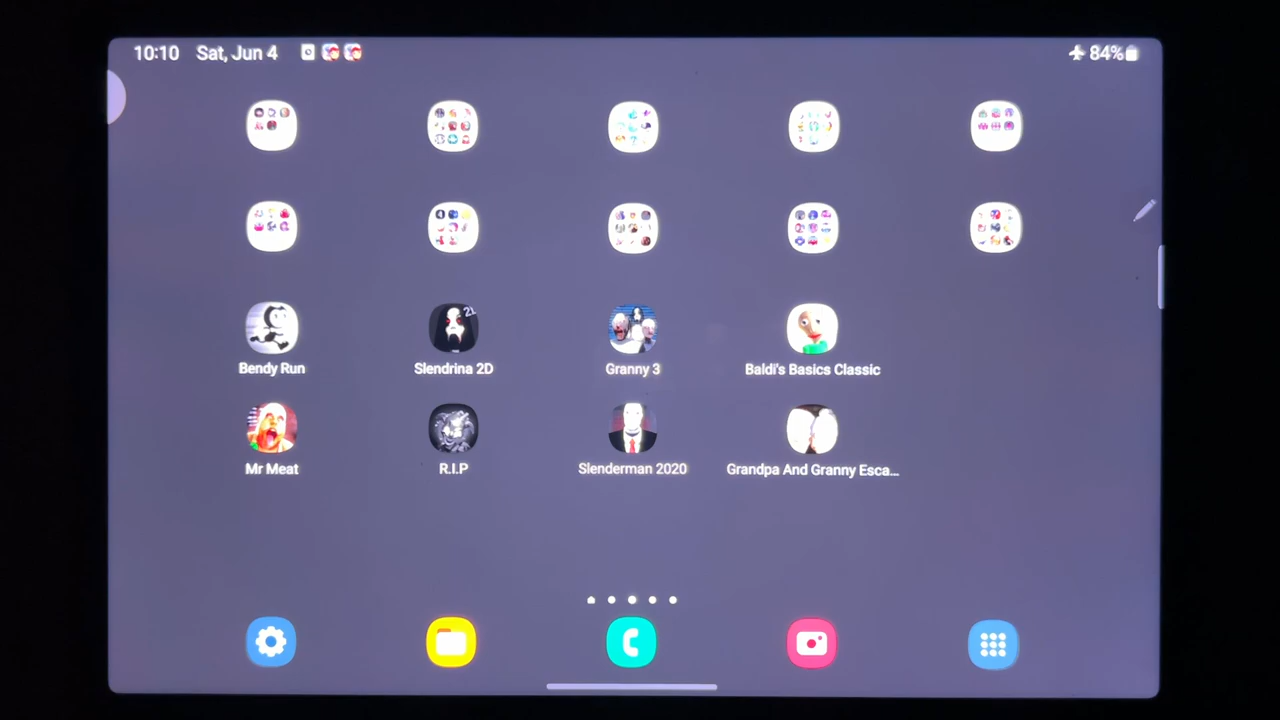 10:10 Sat, Jun 4
84%
Bendy Run
Slendrina 2D
Granny 3
Baldi's Basics Classic
Mr Meat
R.I.P
Slenderman 2020
Grandpa And Granny Esca...